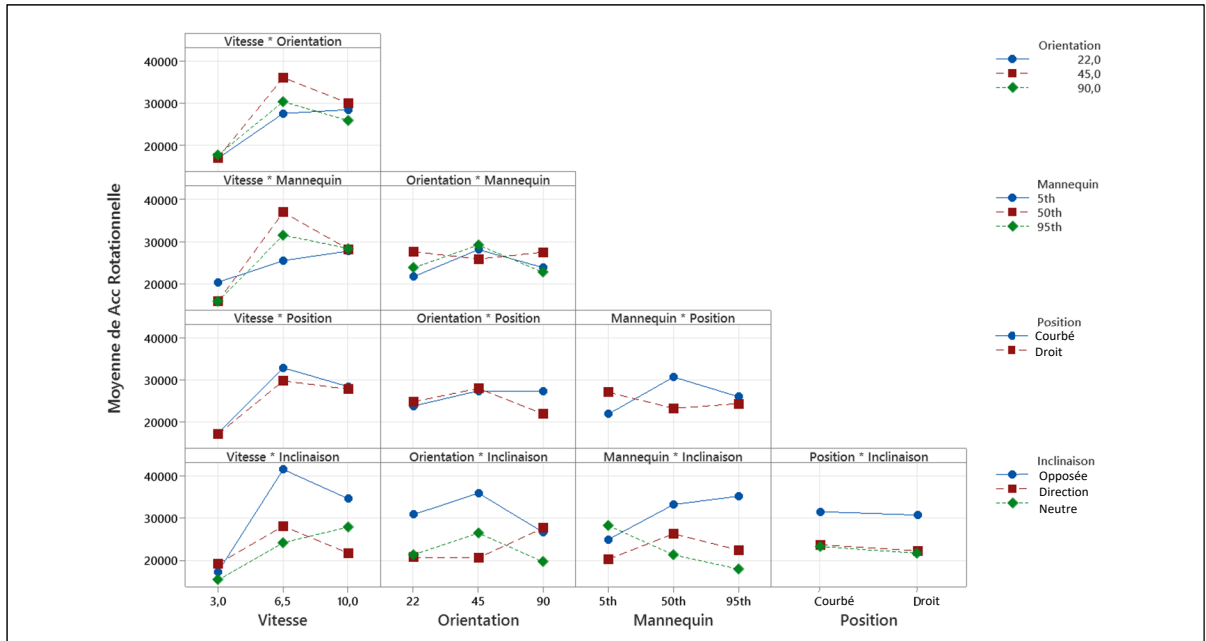 Vitesse * Orientation
Orientation
22,0
45,0
90,0
40000
30000
20000
Vitesse * Mannequin
Orientation * Mannequin
Mannequin
5th
50th
95th
40000
30000
20000
Moyenne de Acc Rotationnelle
Vitesse * Position
Orientation * Position
Mannequin * Position
Position
Courbé
Droit
40000
30000
20000
Vitesse * Inclinaison
Orientation * Inclinaison
Mannequin * Inclinaison
Position * Inclinaison
Inclinaison
Opposée
Direction
Neutre
40000
30000
20000
3,0 6,5 10,0 22 45 90 5th 50th 95th Courbé Droit
Vitesse Orientation Mannequin Position